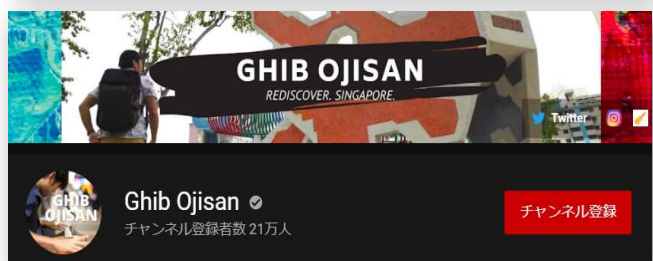 GHIB OJISAN
REDISCOVER. SINGAPORE.
Twitter
GHIB
OJISAN
Ghib Ojisan
チャンネル登録者数 21万人
チャンネル登録